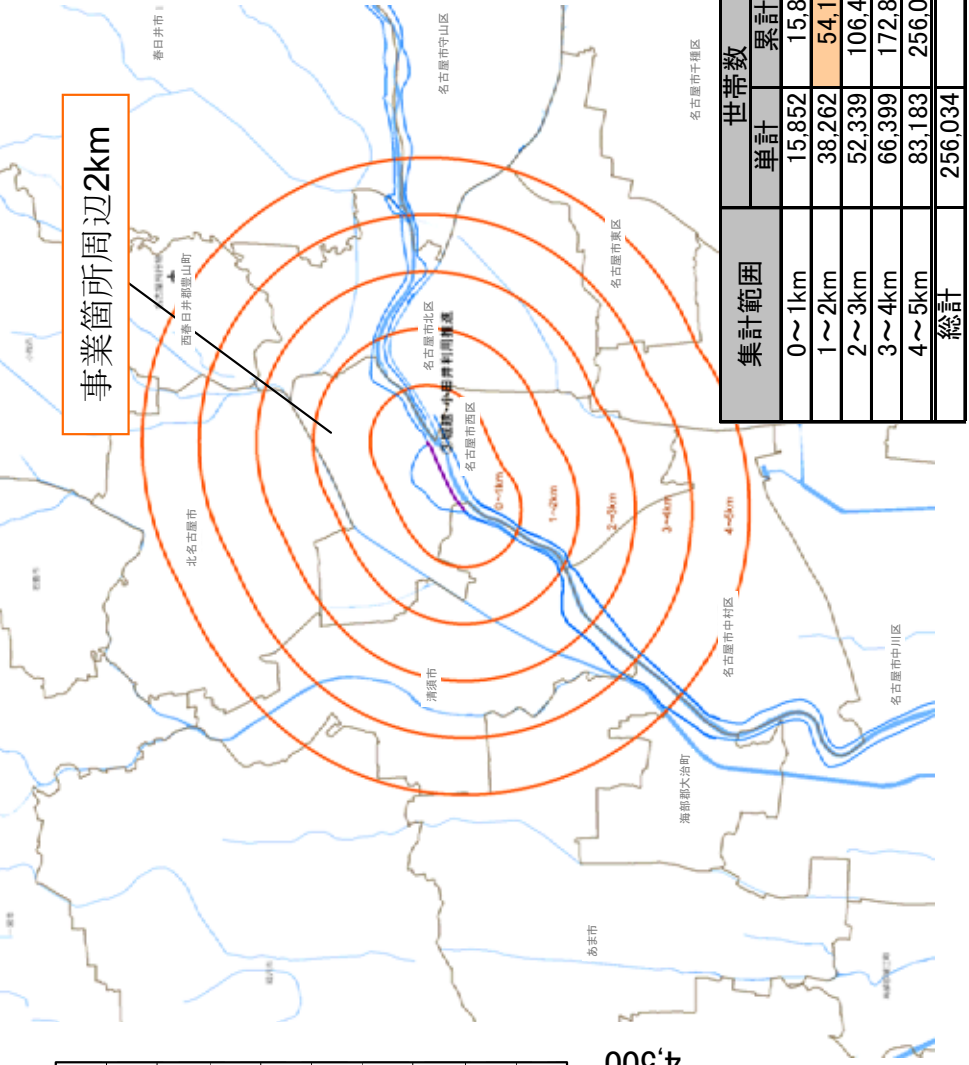 事業箇所周辺2km
春日井市
名古屋市守山区
西春日井郡豊山町
名古屋市千種区
名古屋市東区
名古屋市北区
北名古屋市
名古屋市西区
0~1km
1~2km
2~3km
3~4km
4~5km
清須市
名古屋市中村区
名古屋市中川区
海部郡大治町
あま市
4,500
集計範囲 世帯数
単計 累計
0～1km 15,852 15,8
1～2km 38,262 54,1
2～3km 52,339 106,4
3～4km 66,399 172,8
4～5km 83,183 256,0
総計 256,034